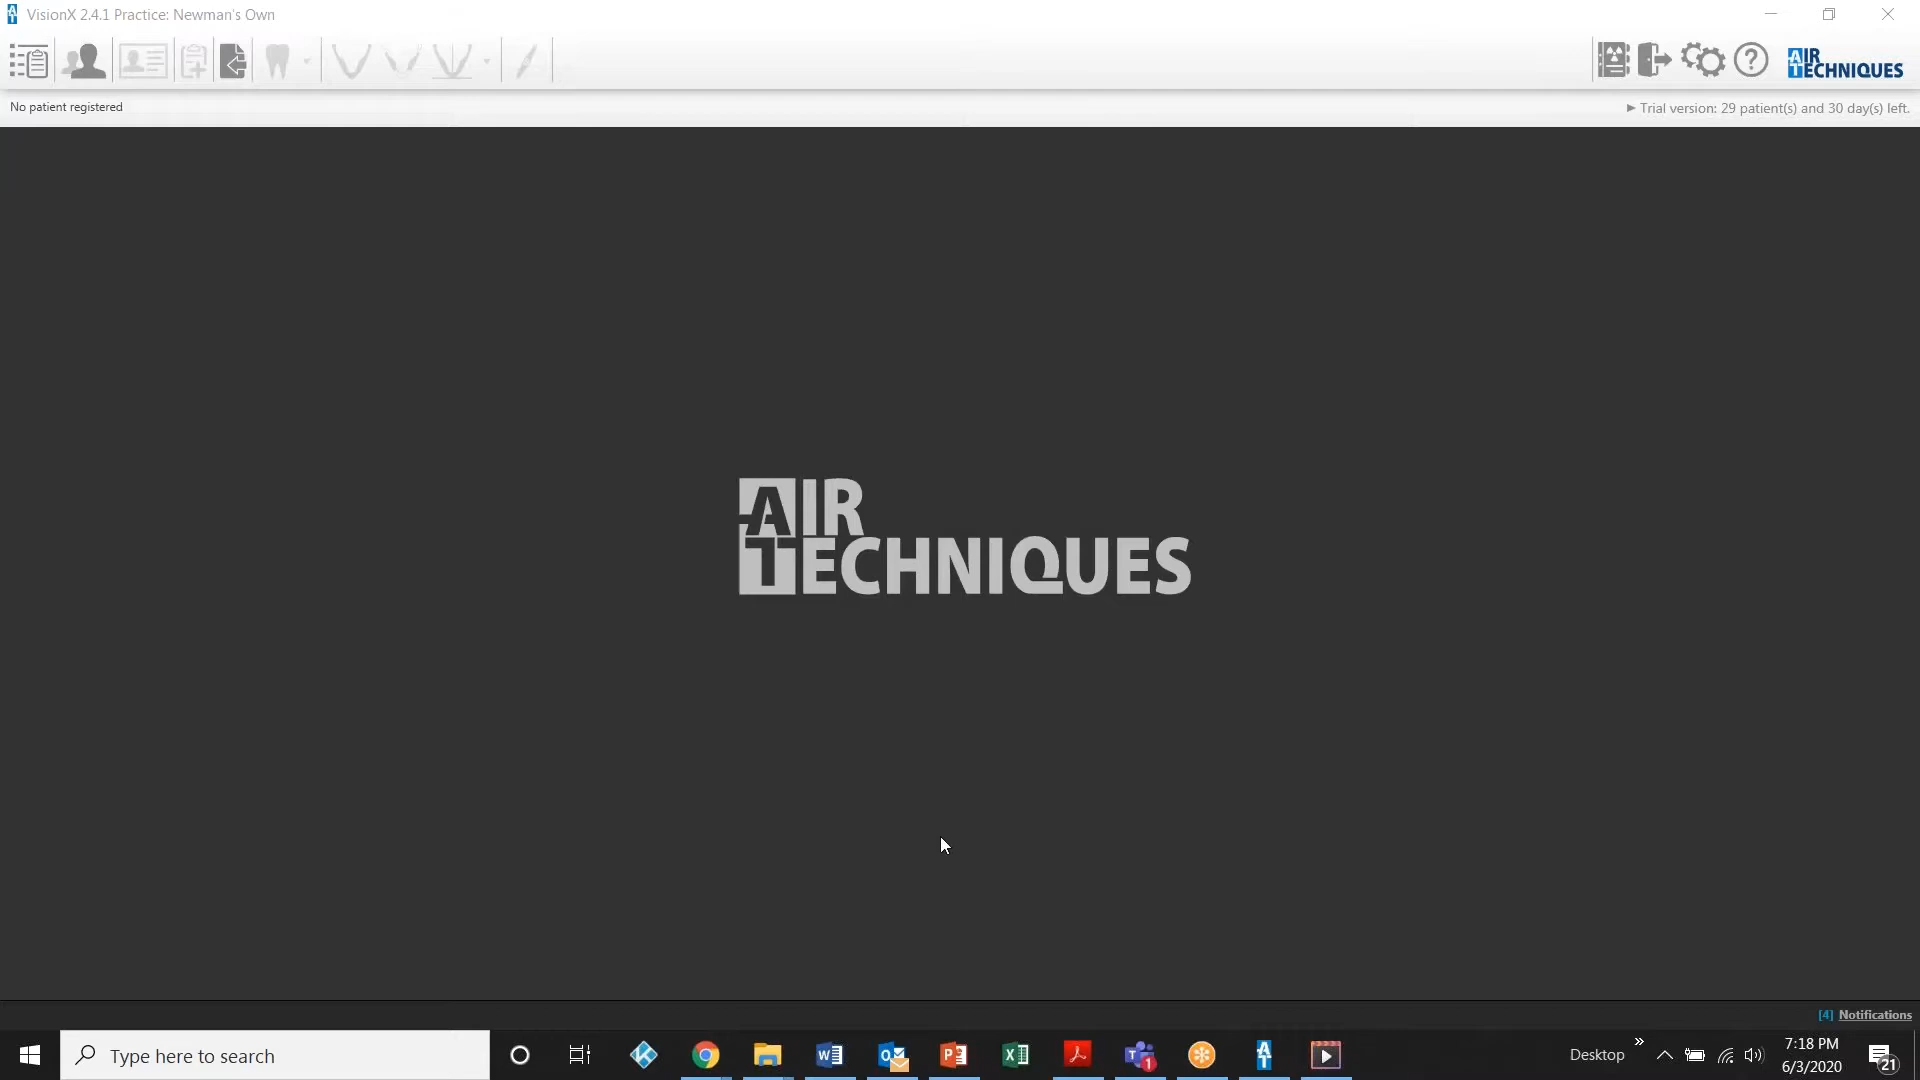 VisionX 2.4.1 Practice: Newman's Own
AIR TECHNIQUES
No patient registered
Trial version: 29 patient(s) and 30 day(s) left.
AIR
TECHNIQUES
[4] Notifications
Type here to search
Desktop
7:18 PM
6/3/2020
1
21